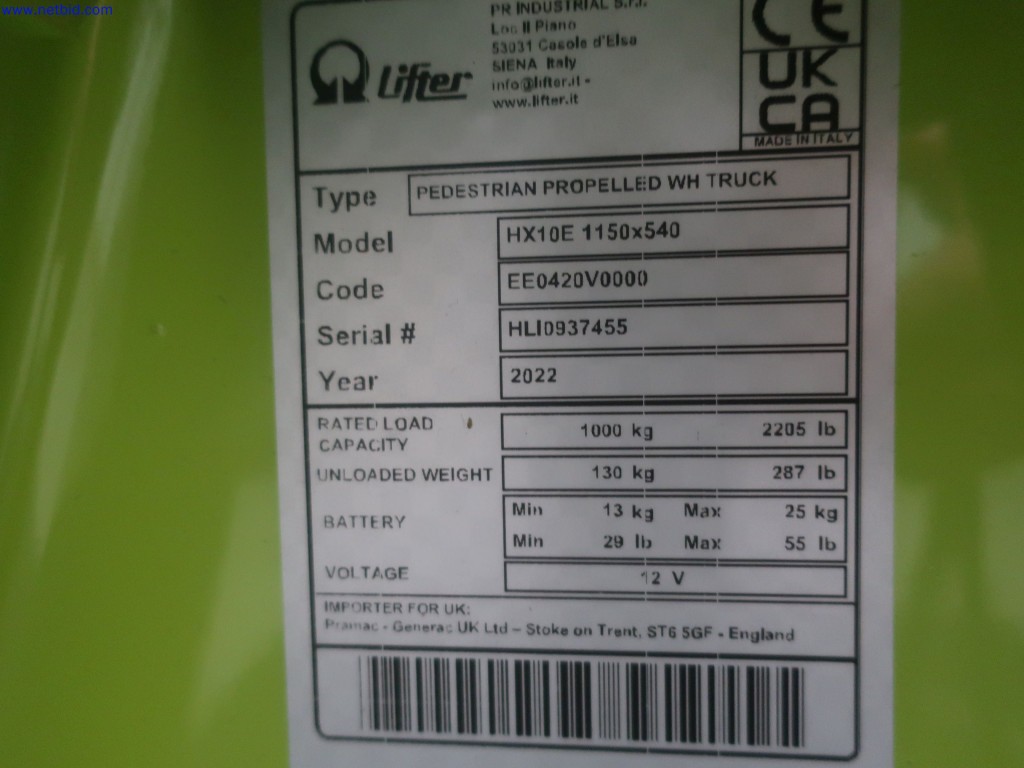 www.netbid.com
PR INDUSTRIAL S.r.l.
Loc Il Piano
53031 Casole d'Elsa
SIENA Italy
info@lifter.it -
www.lifter.it
Lifter
CE
UK
CA
MADE IN ITALY
Type PEDESTRIAN PROPELLED WH TRUCK
Model HX10E 1150x540
Code EE0420V0000
Serial # HLI0937455
Year 2022
RATED LOAD
CAPACITY 1000 kg 2205 lb
UNLOADED WEIGHT 130 kg 287 lb
BATTERY
Min 13 kg Max 25 kg
Min 29 lb Max 55 lb
VOLTAGE 12 V
IMPORTER FOR UK:
Pramac - Generac UK Ltd – Stoke on Trent, ST6 5GF - England